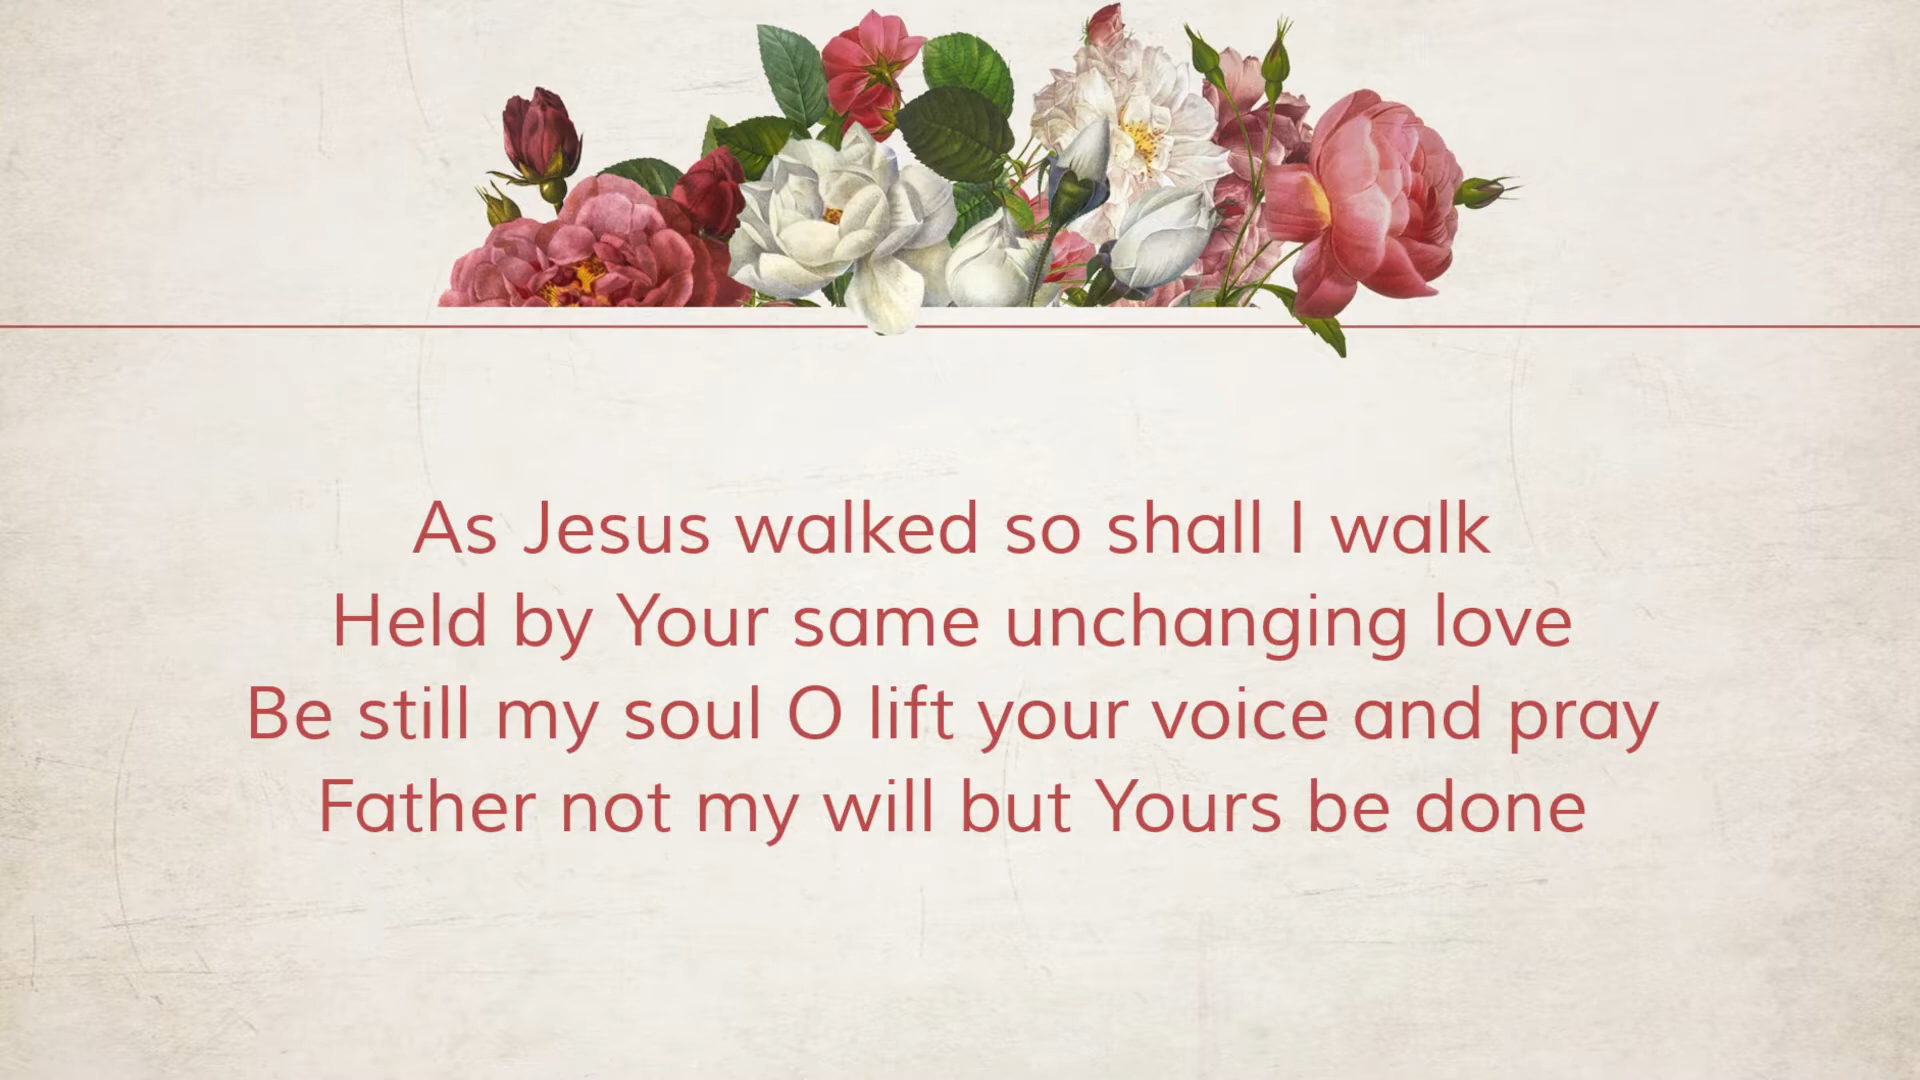 As Jesus walked so shall I walk
Held by Your same unchanging love
Be still my soul O lift your voice and pray
Father not my will but Yours be done